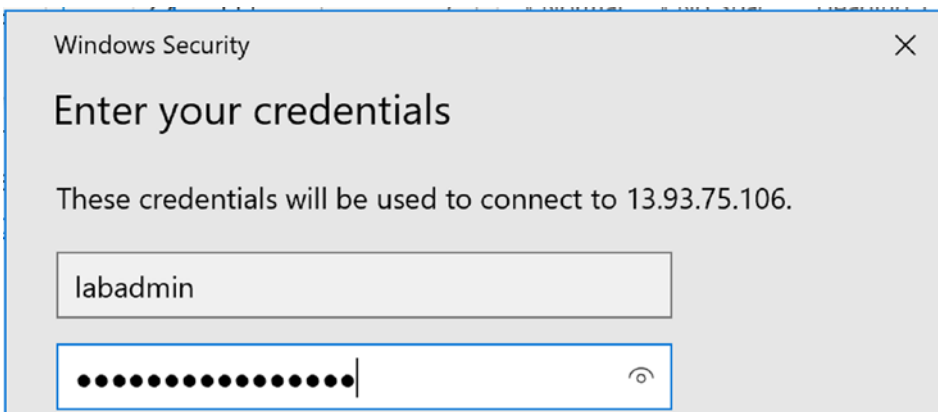 Windows Security
Enter your credentials
These credentials will be used to connect to 13.93.75.106.
labadmin
●●●●●●●●●●●●●●●●